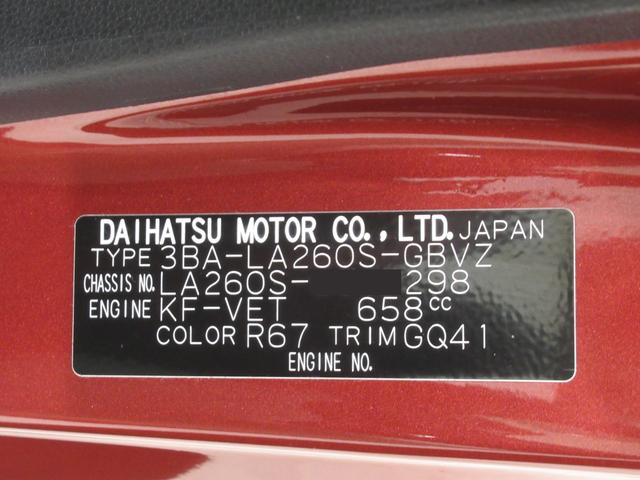 DAIHATSU MOTOR CO., LTD. JAPAN
TYPE 3BA-LA260S-GBVZ
CHASSIS NO. LA260S- 298
ENGINE KF-VET 658cc
COLOR R67 TRIM GQ41
ENGINE NO.